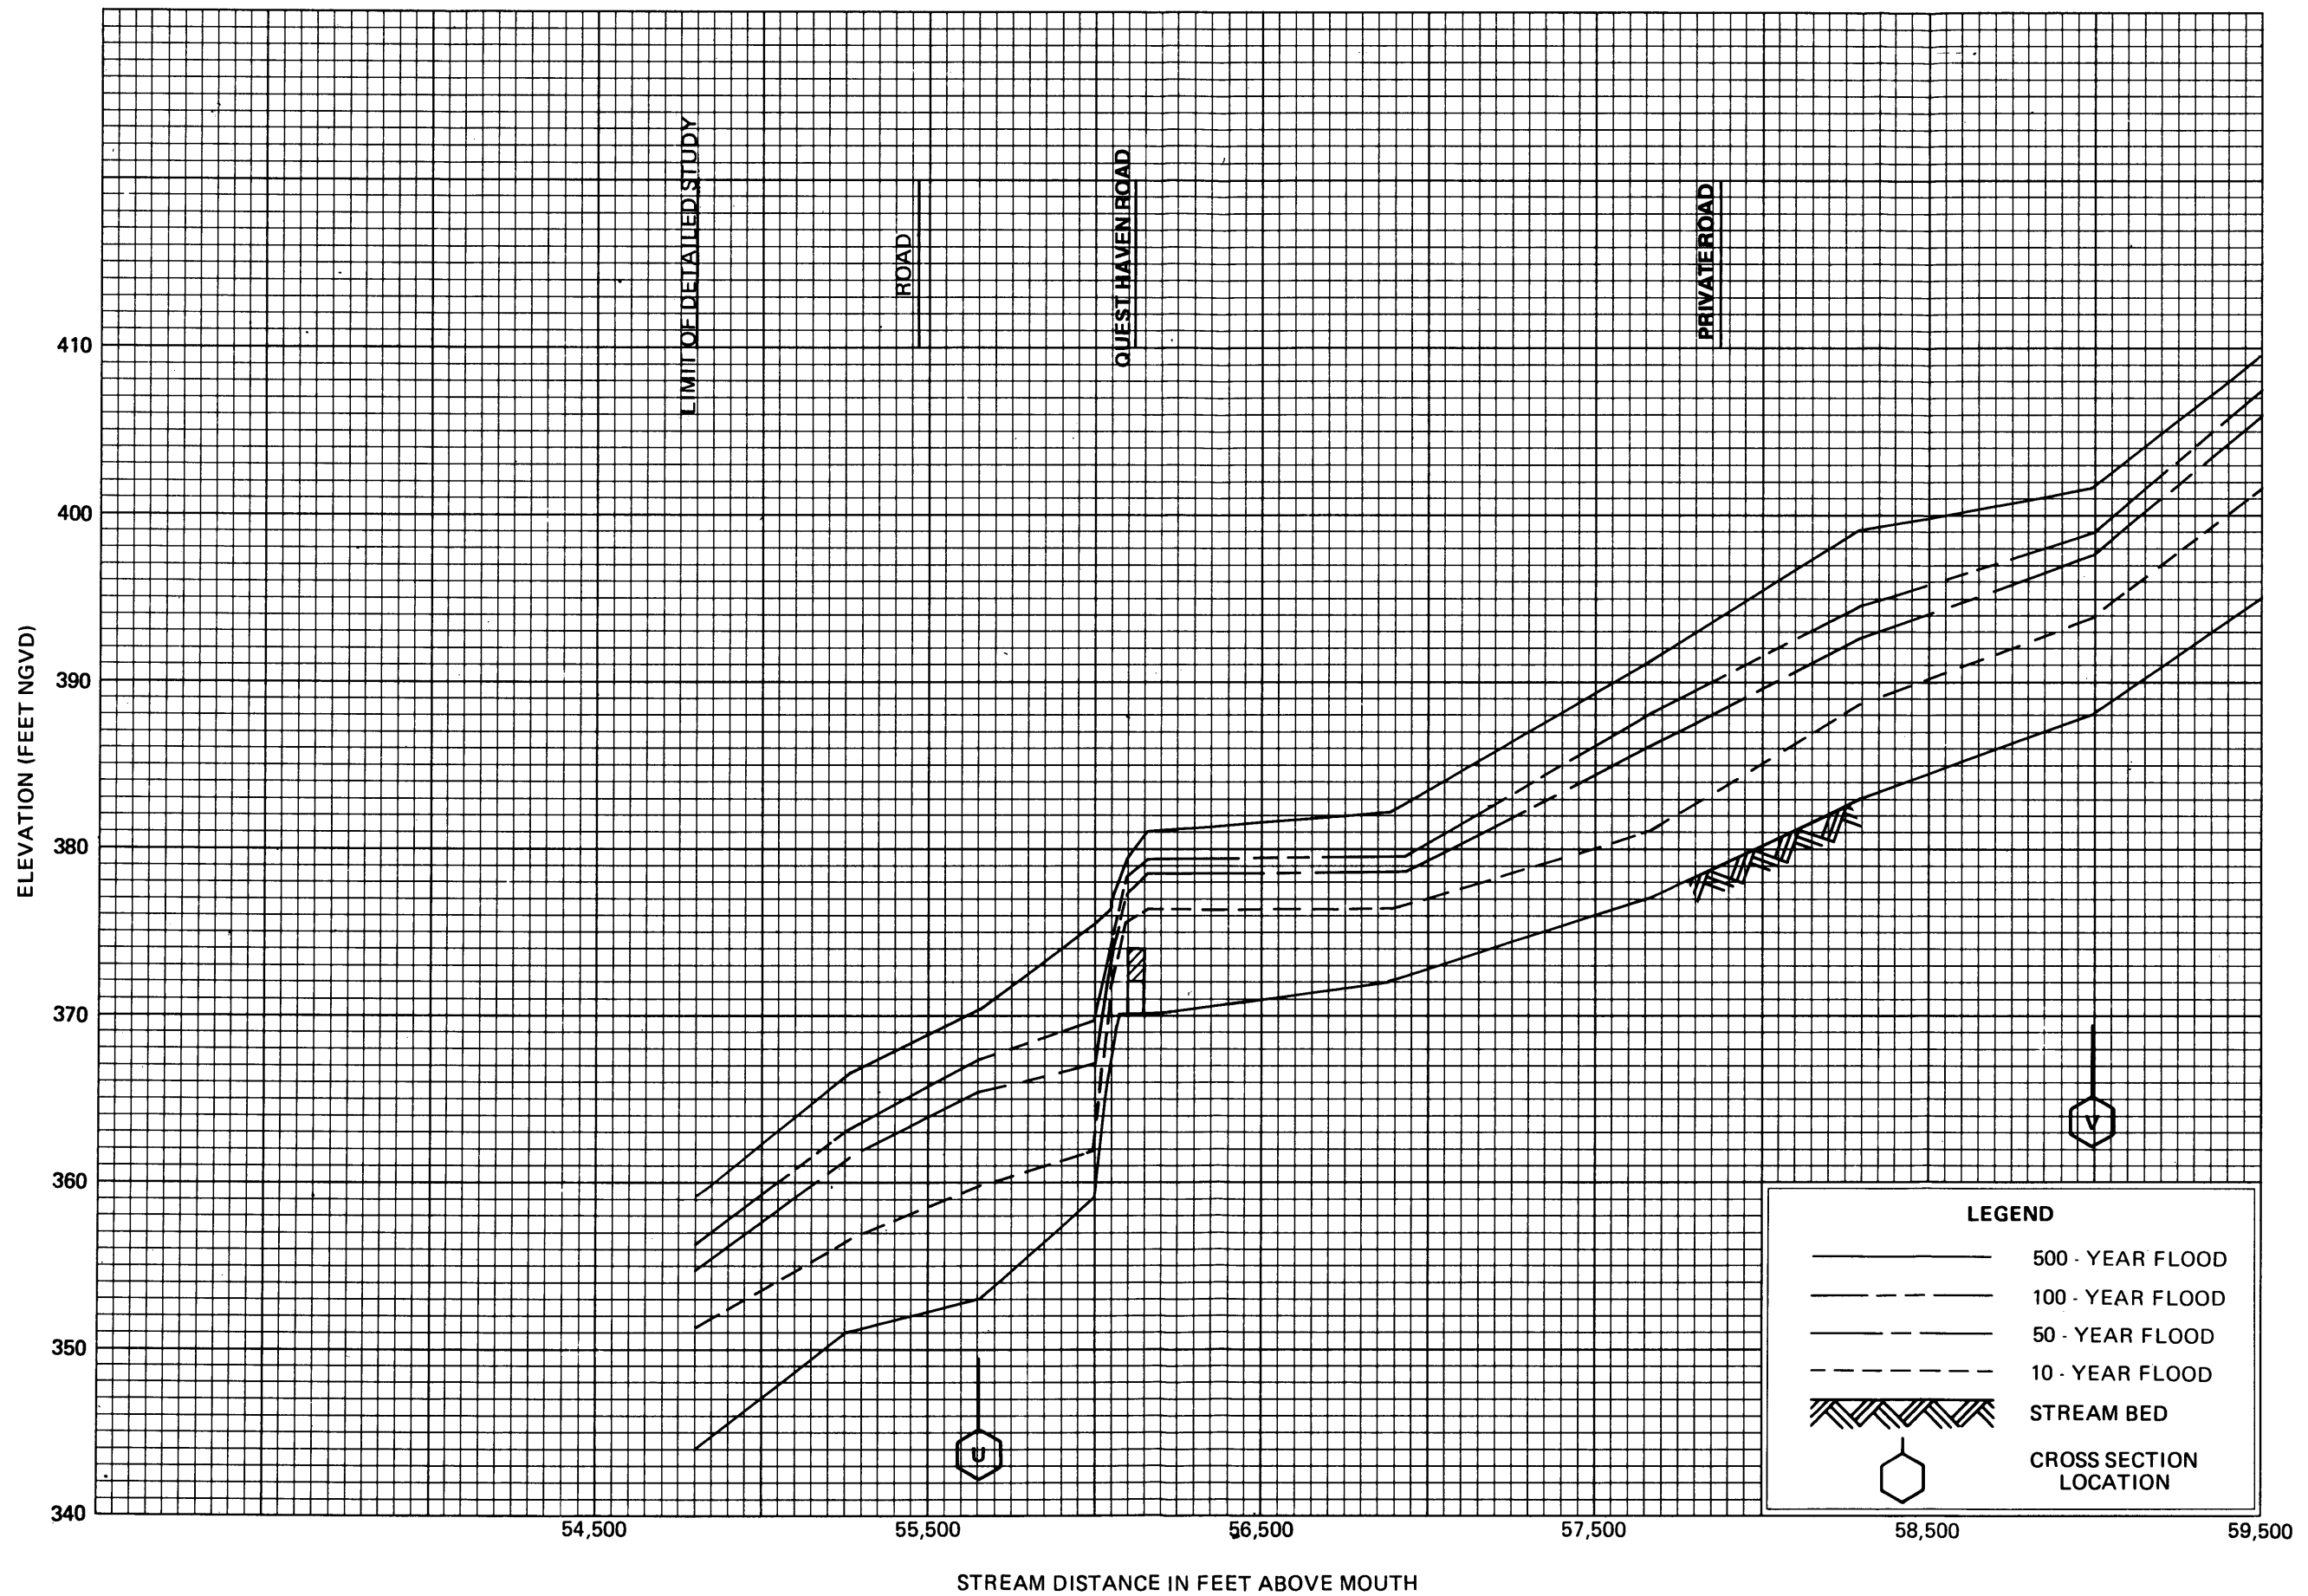 LIMIT OF DETAILED STUDY
ROAD
QUEST HAVEN ROAD
PRIVATE ROAD
ELEVATION (FEET NGVD)
410
400
390
380
370
360
350
340
54,500
55,500
56,500
57,500
58,500
59,500
STREAM DISTANCE IN FEET ABOVE MOUTH
U
V
LEGEND
500 - YEAR FLOOD
100 - YEAR FLOOD
50 - YEAR FLOOD
10 - YEAR FLOOD
STREAM BED
CROSS SECTION
LOCATION